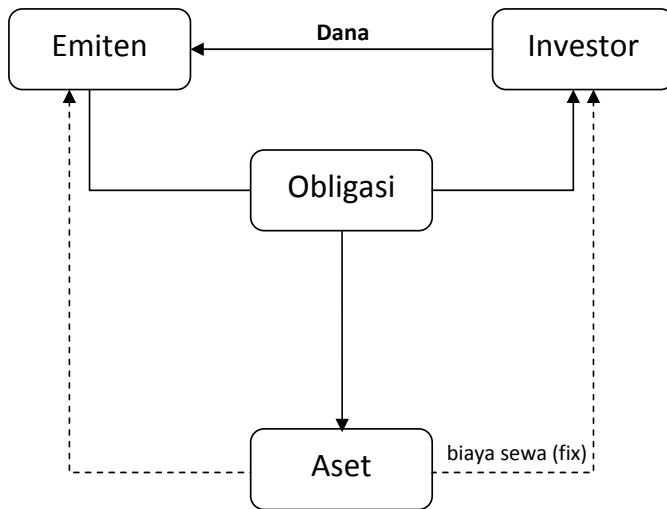 Emiten
Dana
Investor
Obligasi
Aset
biaya sewa (fix)